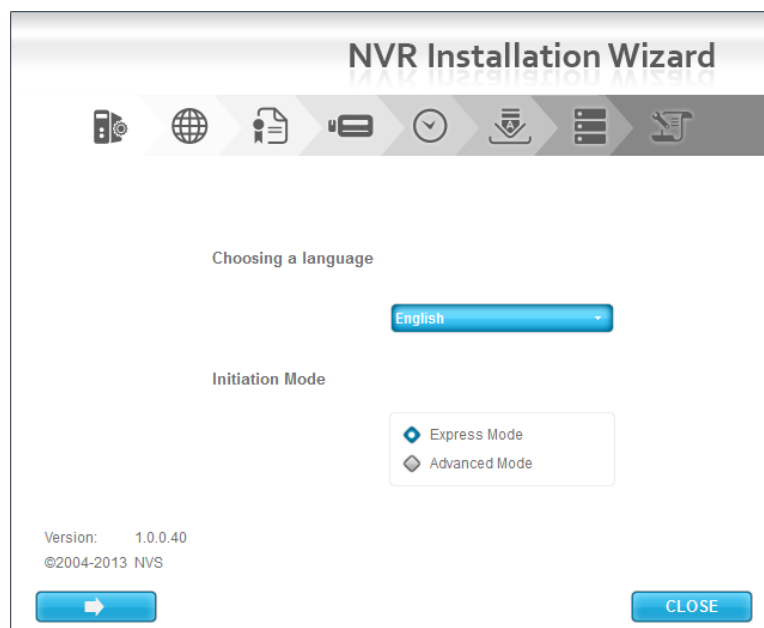 NVR Installation Wizard
Choosing a language
English
Initiation Mode
Express Mode
Advanced Mode
Version: 1.0.0.40
©2004-2013 NVS
CLOSE